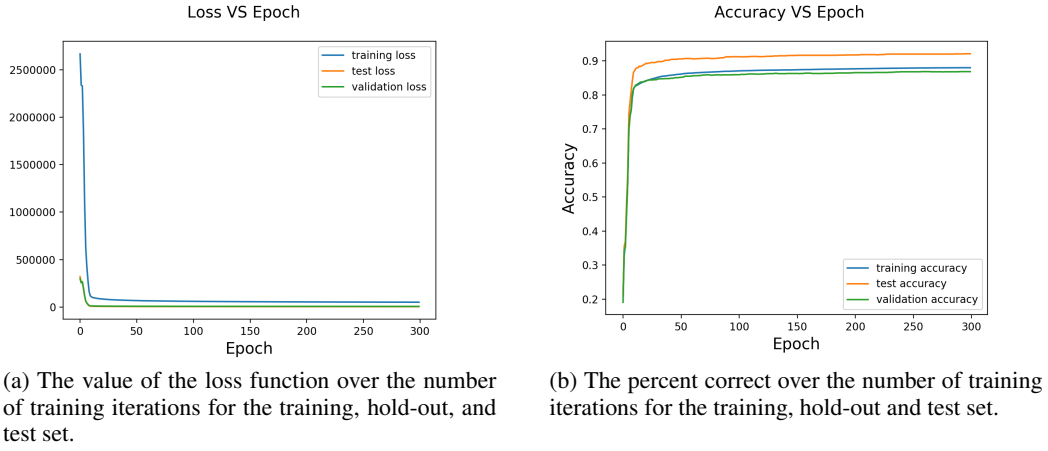 Loss VS Epoch
training loss
test loss
validation loss
2500000
2000000
1500000
1000000
500000
0
0 50 100 150 200 250 300
Epoch
(a) The value of the loss function over the number
of training iterations for the training, hold-out, and
test set.
Accuracy VS Epoch
Accuracy
0.9
0.8
0.7
0.6
0.5
0.4
0.3
0.2
training accuracy
test accuracy
validation accuracy
0 50 100 150 200 250 300
Epoch
(b) The percent correct over the number of training
iterations for the training, hold-out and test set.